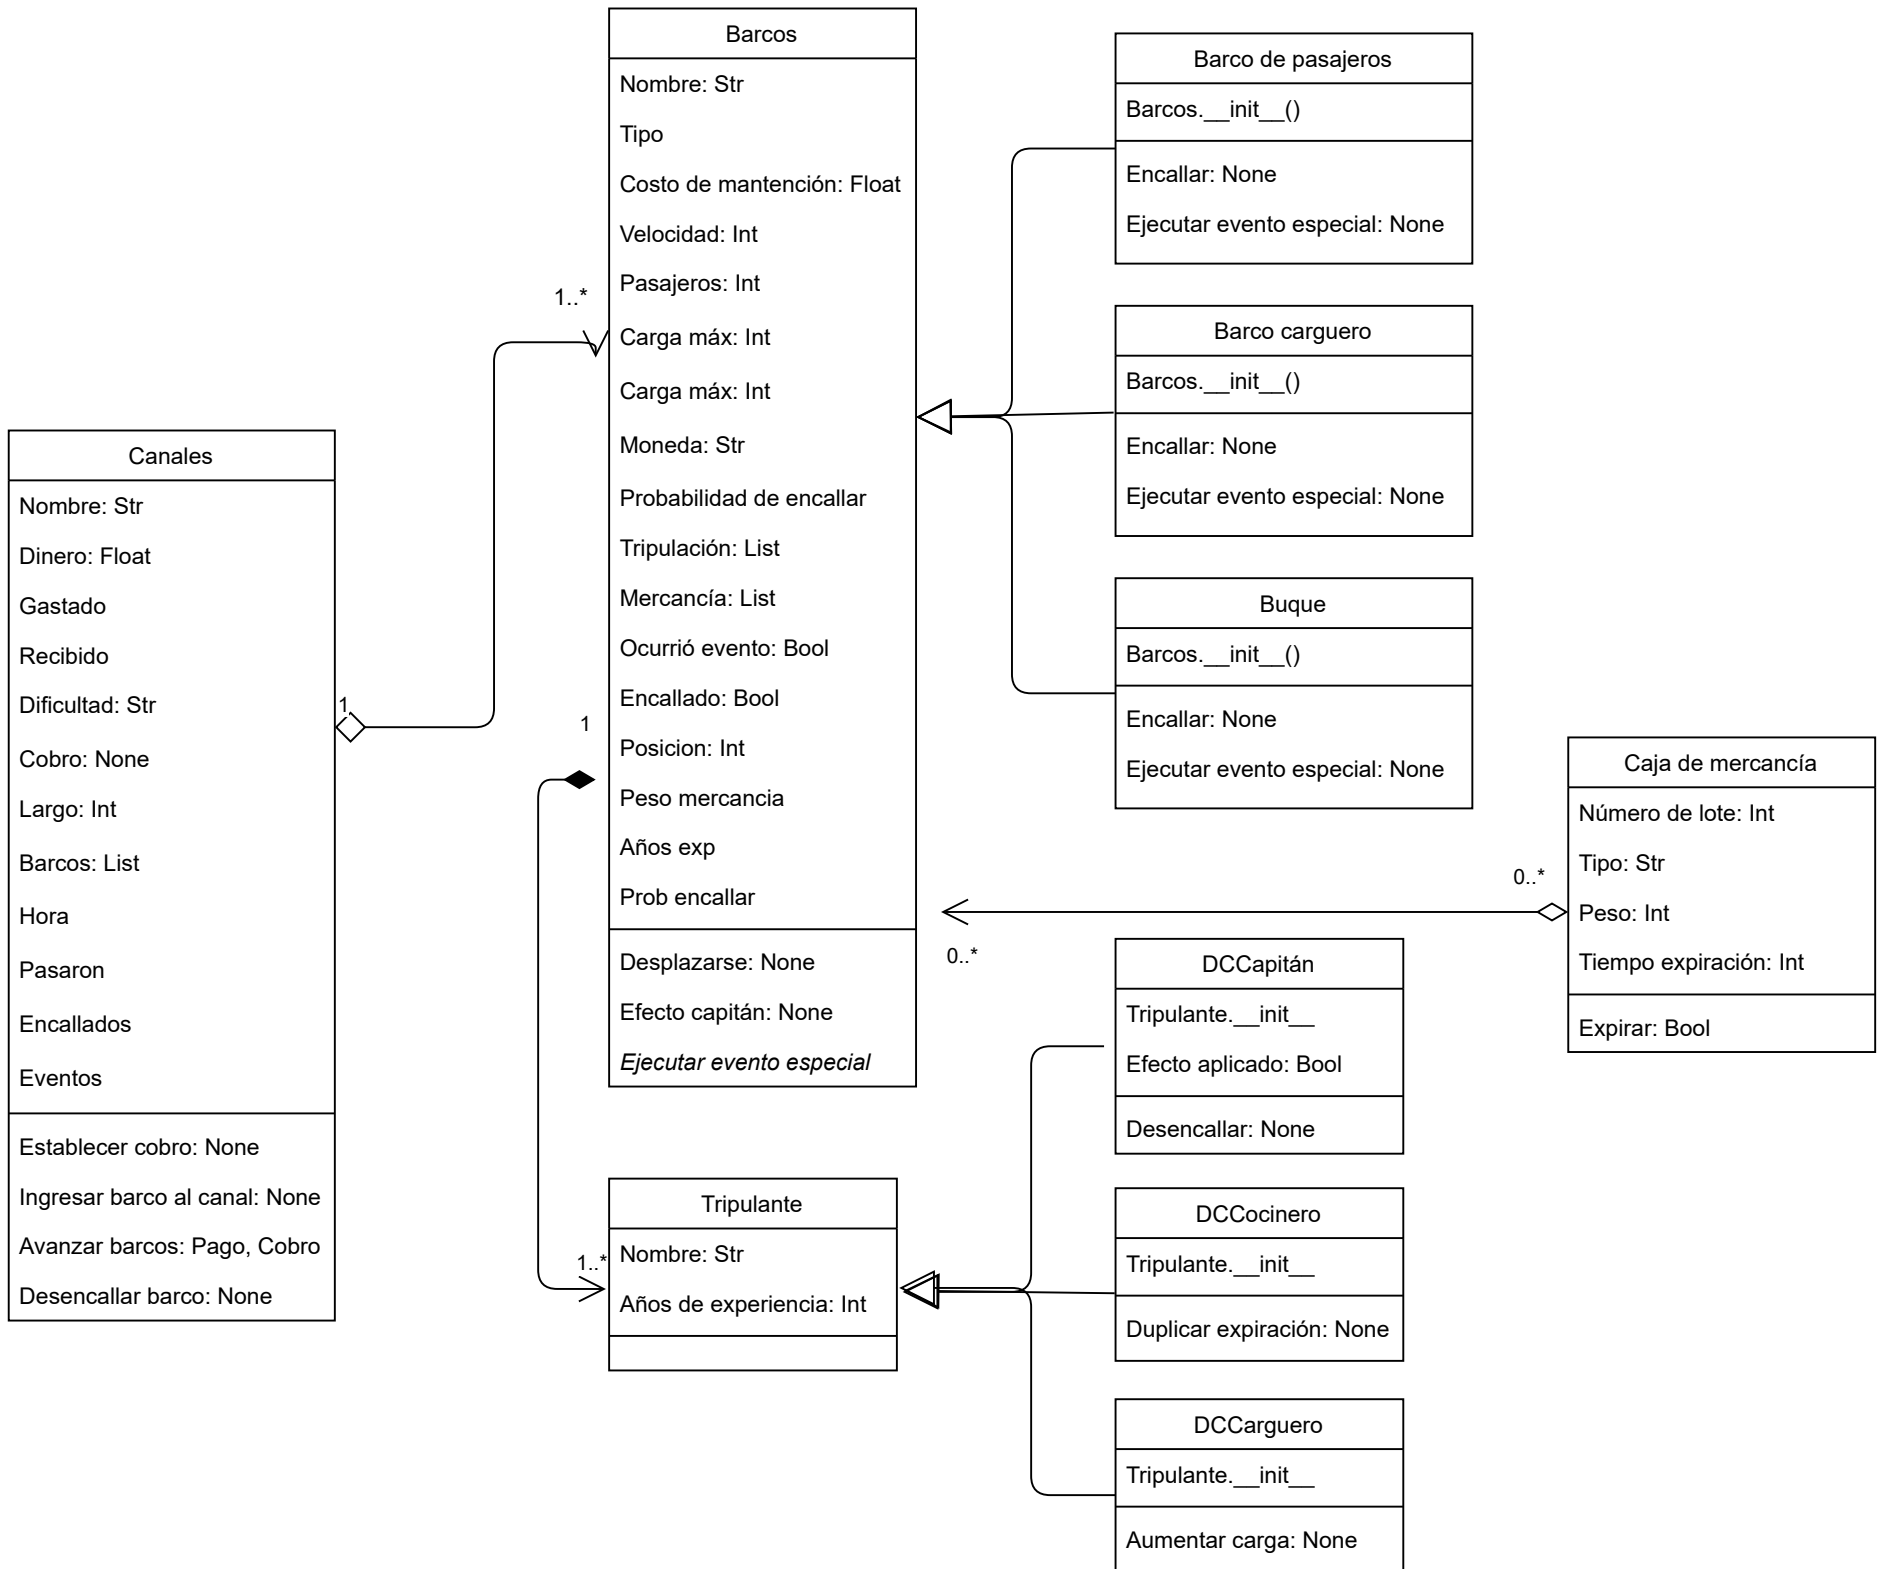 Barcos
Nombre: Str
Tipo
Costo de mantención: Float
Velocidad: Int
Pasajeros: Int
Carga máx: Int
Carga máx: Int
Moneda: Str
Probabilidad de encallar
Tripulación: List
Mercancía: List
Ocurrió evento: Bool
Encallado: Bool
Posicion: Int
Peso mercancia
Años exp
Prob encallar
Desplazarse: None
Efecto capitán: None
Ejecutar evento especial
Barco de pasajeros
Barcos.__init__()
Encallar: None
Ejecutar evento especial: None
Barco carguero
Barcos.__init__()
Encallar: None
Ejecutar evento especial: None
Buque
Barcos.__init__()
Encallar: None
Ejecutar evento especial: None
1..*
1
1
Canales
Nombre: Str
Dinero: Float
Gastado
Recibido
Dificultad: Str
Cobro: None
Largo: Int
Barcos: List
Hora
Pasaron
Encallados
Eventos
Establecer cobro: None
Ingresar barco al canal: None
Avanzar barcos: Pago, Cobro
Desencallar barco: None
Caja de mercancía
Número de lote: Int
Tipo: Str
Peso: Int
Tiempo expiración: Int
Expirar: Bool
0..*
0..*
DCCapitán
Tripulante.__init__
Efecto aplicado: Bool
Desencallar: None
Tripulante
Nombre: Str
Años de experiencia: Int
1..*
DCCocinero
Tripulante.__init__
Duplicar expiración: None
DCCarguero
Tripulante.__init__
Aumentar carga: None